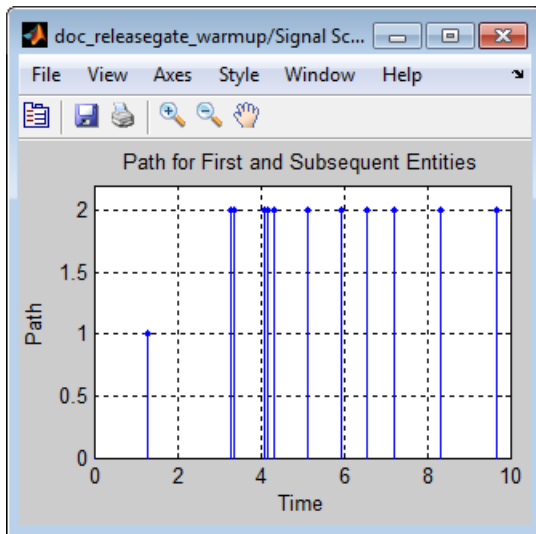 doc_releasegate_warmup/Signal Sc...
File View Axes Style Window Help
Path for First and Subsequent Entities
2
1.5
1
0.5
0
Path
0 2 4 6 8 10
Time